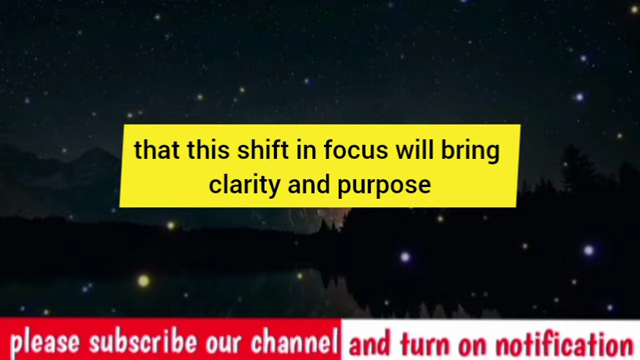 that this shift in focus will bring
clarity and purpose
please subscribe our channel and turn on notification